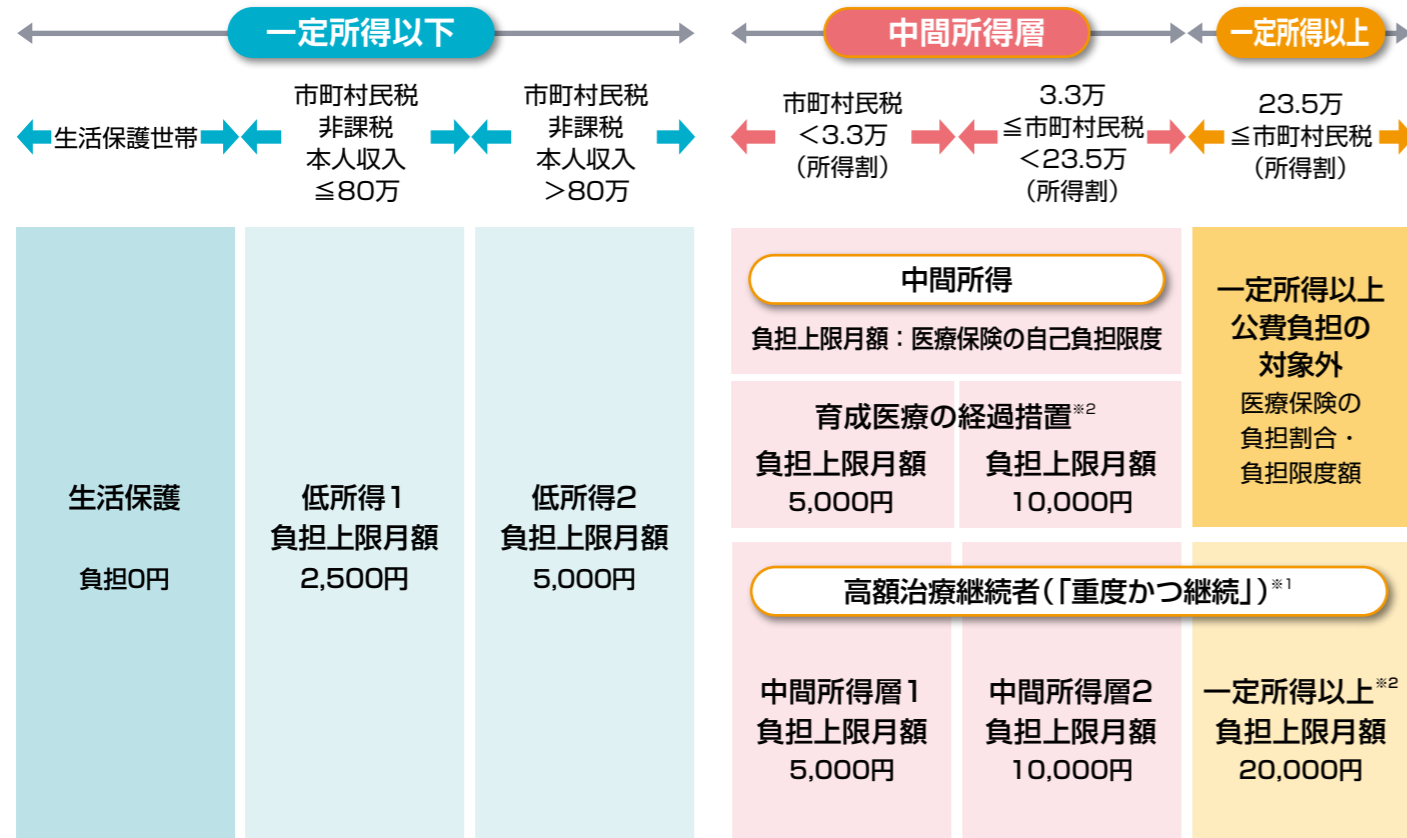 一定所得以下
中間所得層
一定所得以上
生活保護世帯
市町村民税
非課税
本人収入
≦80万
市町村民税
非課税
本人収入
＞80万
市町村民税
＜3.3万
（所得割）
3.3万
≦市町村民税
＜23.5万
（所得割）
23.5万
≦市町村民税
（所得割）
生活保護
負担0円
低所得1
負担上限月額
2,500円
低所得2
負担上限月額
5,000円
中間所得
負担上限月額：医療保険の自己負担限度
育成医療の経過措置※2
負担上限月額
5,000円
負担上限月額
10,000円
一定所得以上
公費負担の
対象外
医療保険の
負担割合・
負担限度額
高額治療継続者（「重度かつ継続」）※1
中間所得層1
負担上限月額
5,000円
中間所得層2
負担上限月額
10,000円
一定所得以上※2
負担上限月額
20,000円